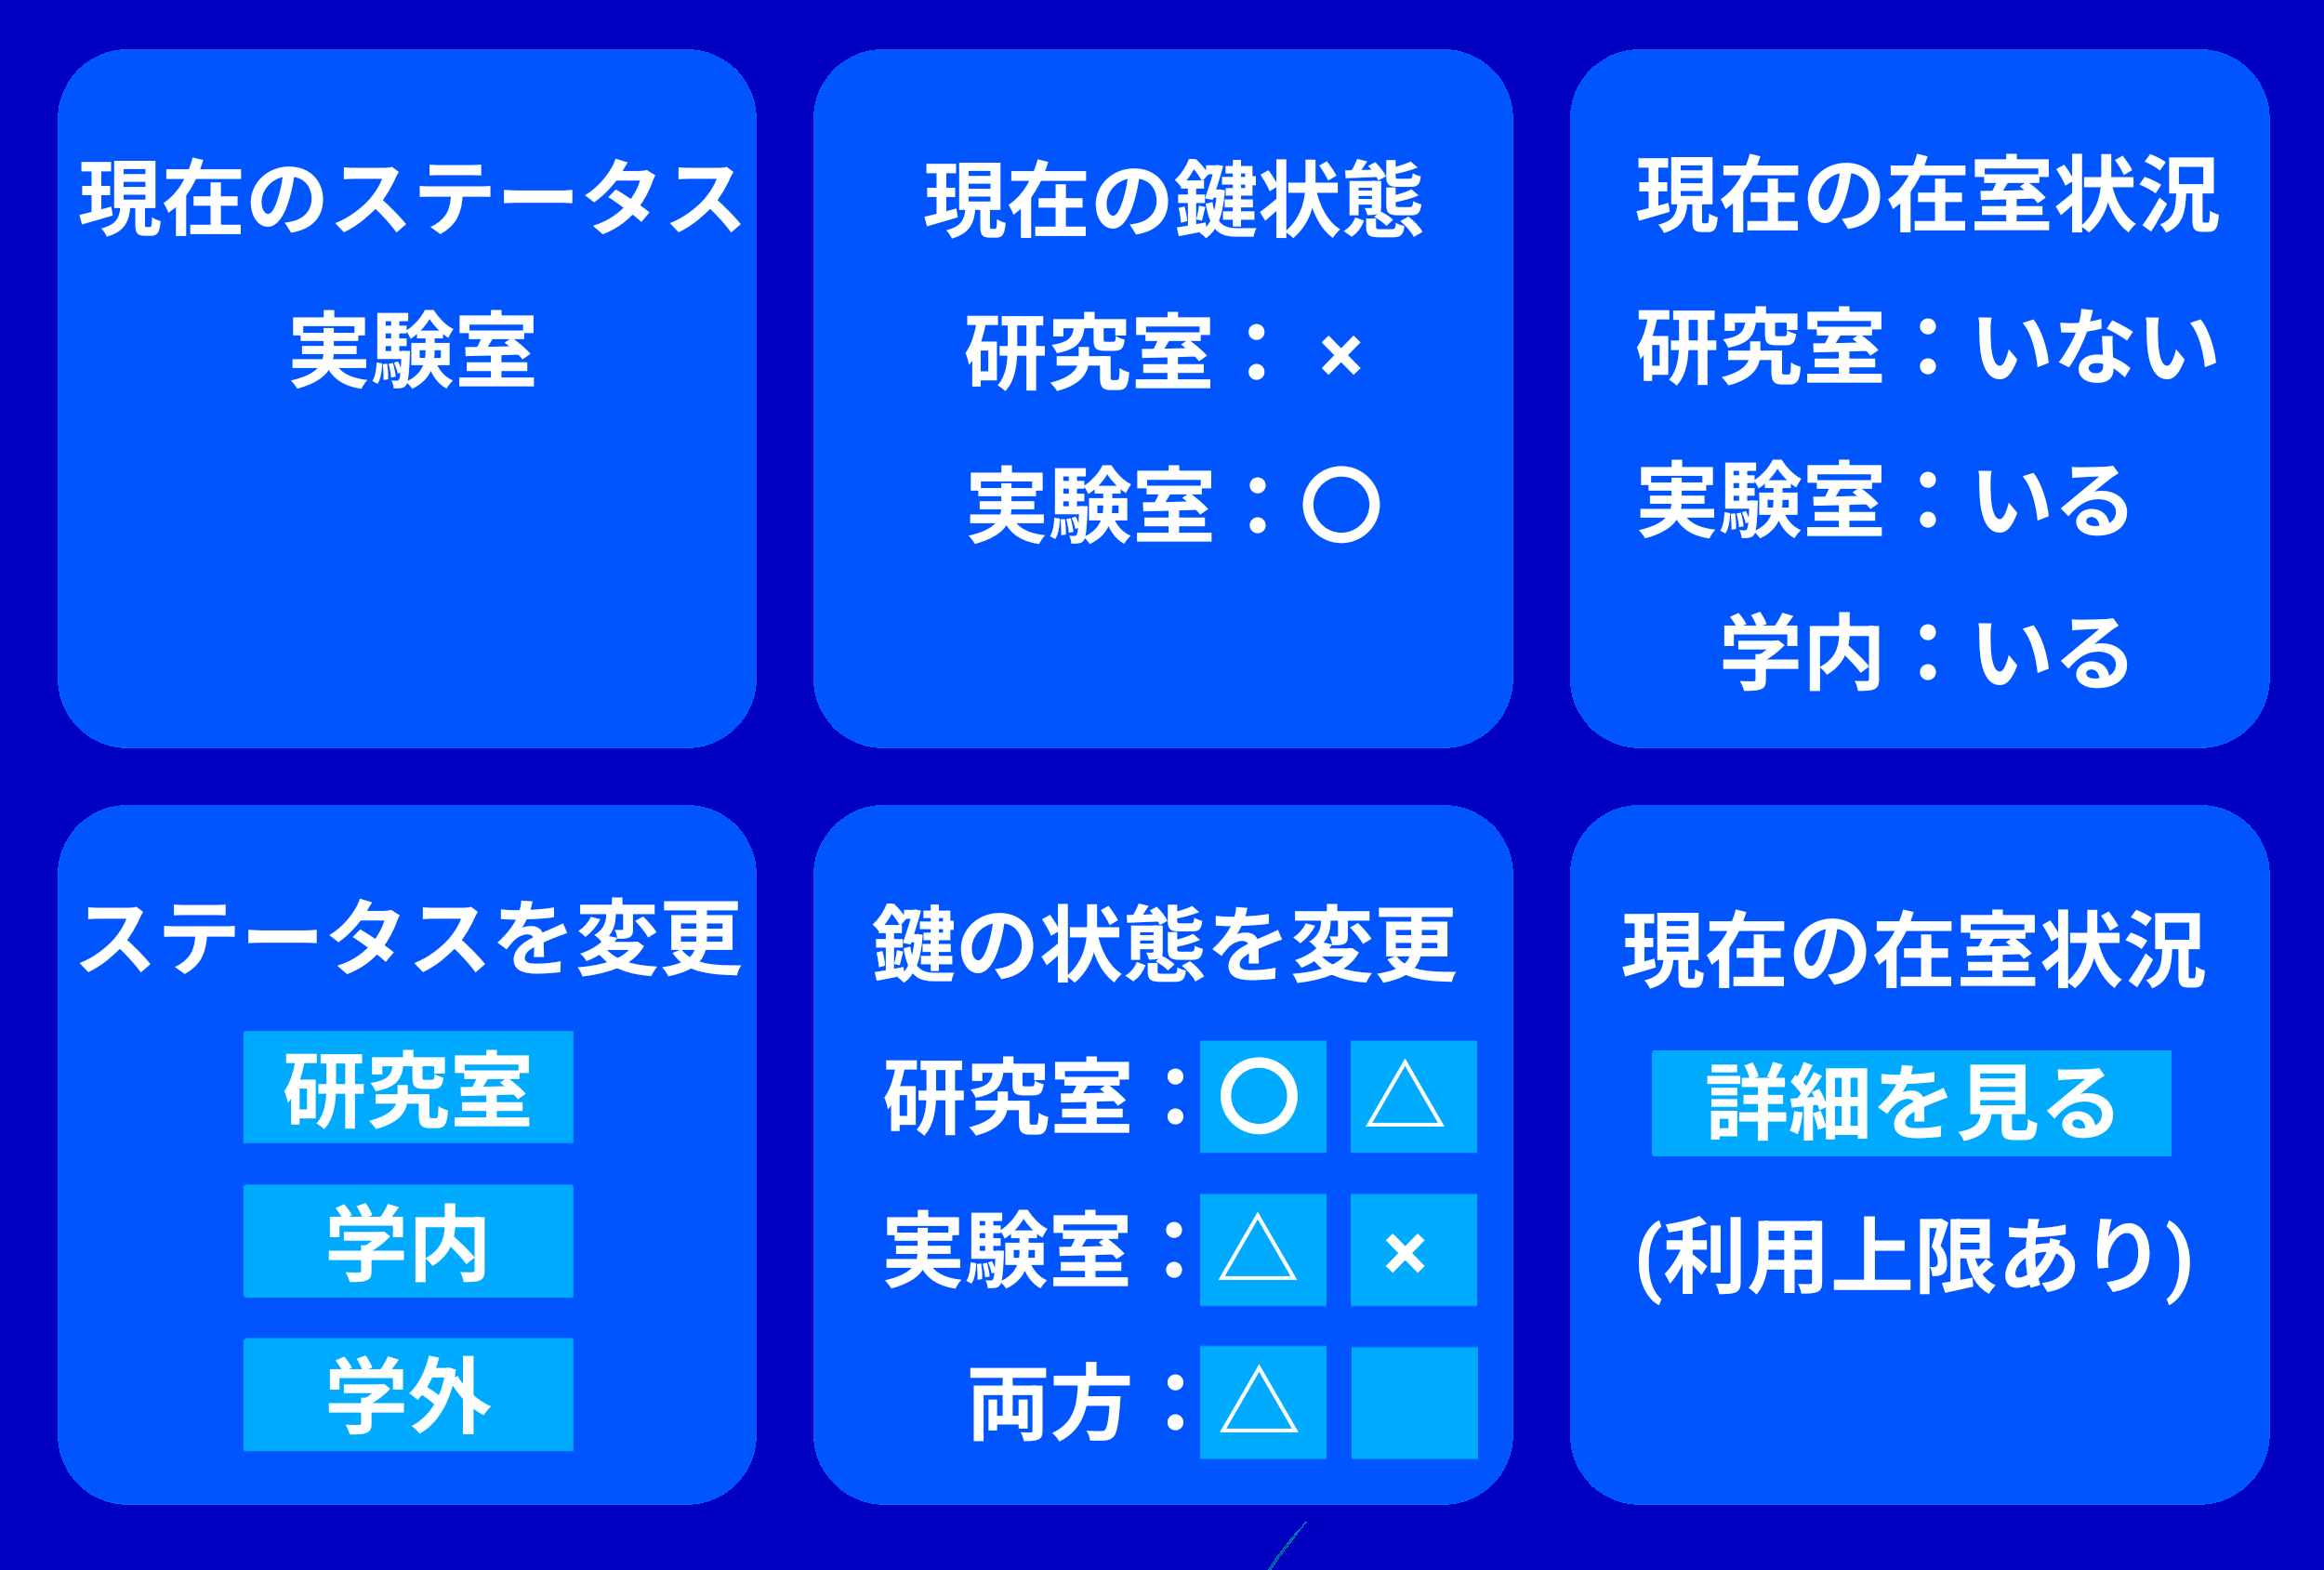 現在のステータス
実験室
現在の鍵状態
研究室：×
実験室：○
現在の在室状況
研究室：いない
実験室：いる
学内：いる
ステータスを変更
研究室
学内
学外
鍵の状態を変更
研究室：○ △
実験室：△ ×
両方：△
現在の在室状況
詳細を見る
(利用上限あり)